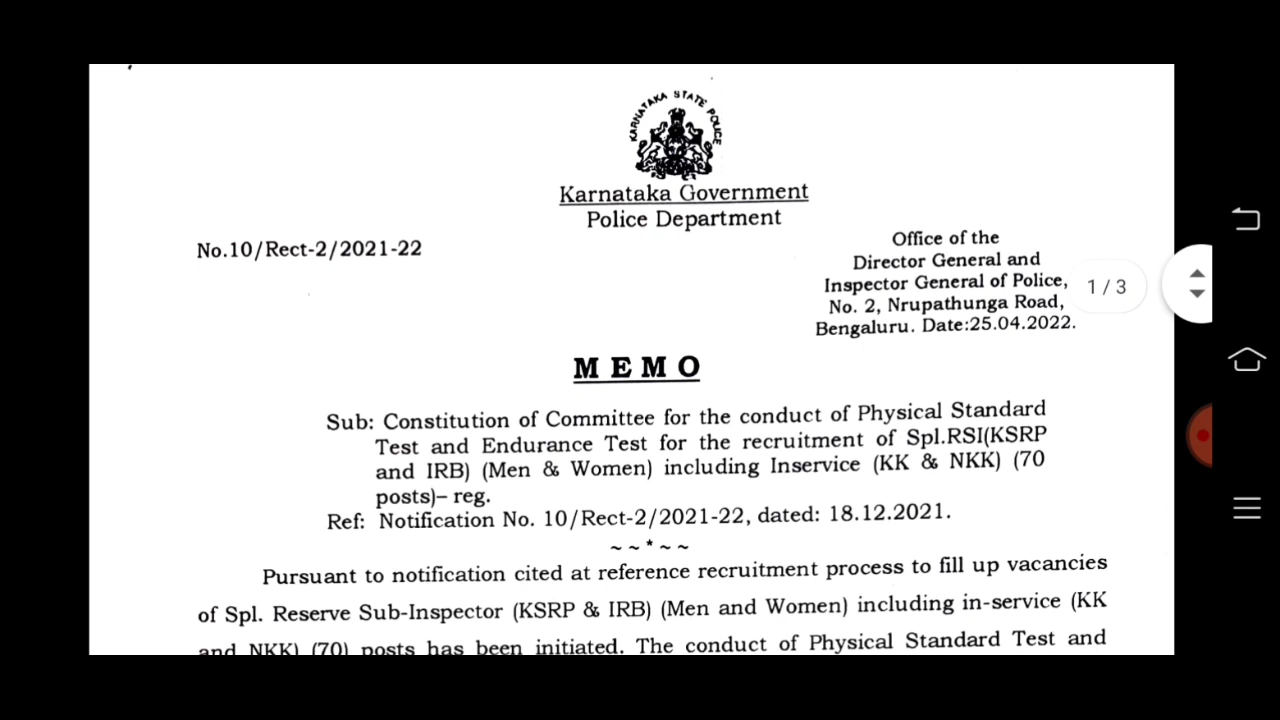 KARNATAKA STATE POLICE
Karnataka Government
Police Department
No.10/Rect-2/2021-22
Office of the
Director General and
Inspector General of Police,
No. 2, Nrupathunga Road,
Bengaluru. Date:25.04.2022.
1 / 3
M E M O
Sub: Constitution of Committee for the conduct of Physical Standard
Test and Endurance Test for the recruitment of Spl.RSI(KSRP
and IRB) (Men & Women) including Inservice (KK & NKK) (70
posts)– reg.
Ref: Notification No. 10/Rect-2/2021-22, dated: 18.12.2021.
~ ~ * ~ ~
Pursuant to notification cited at reference recruitment process to fill up vacancies
of Spl. Reserve Sub-Inspector (KSRP & IRB) (Men and Women) including in-service (KK
and NKK) (70) posts has been initiated. The conduct of Physical Standard Test and